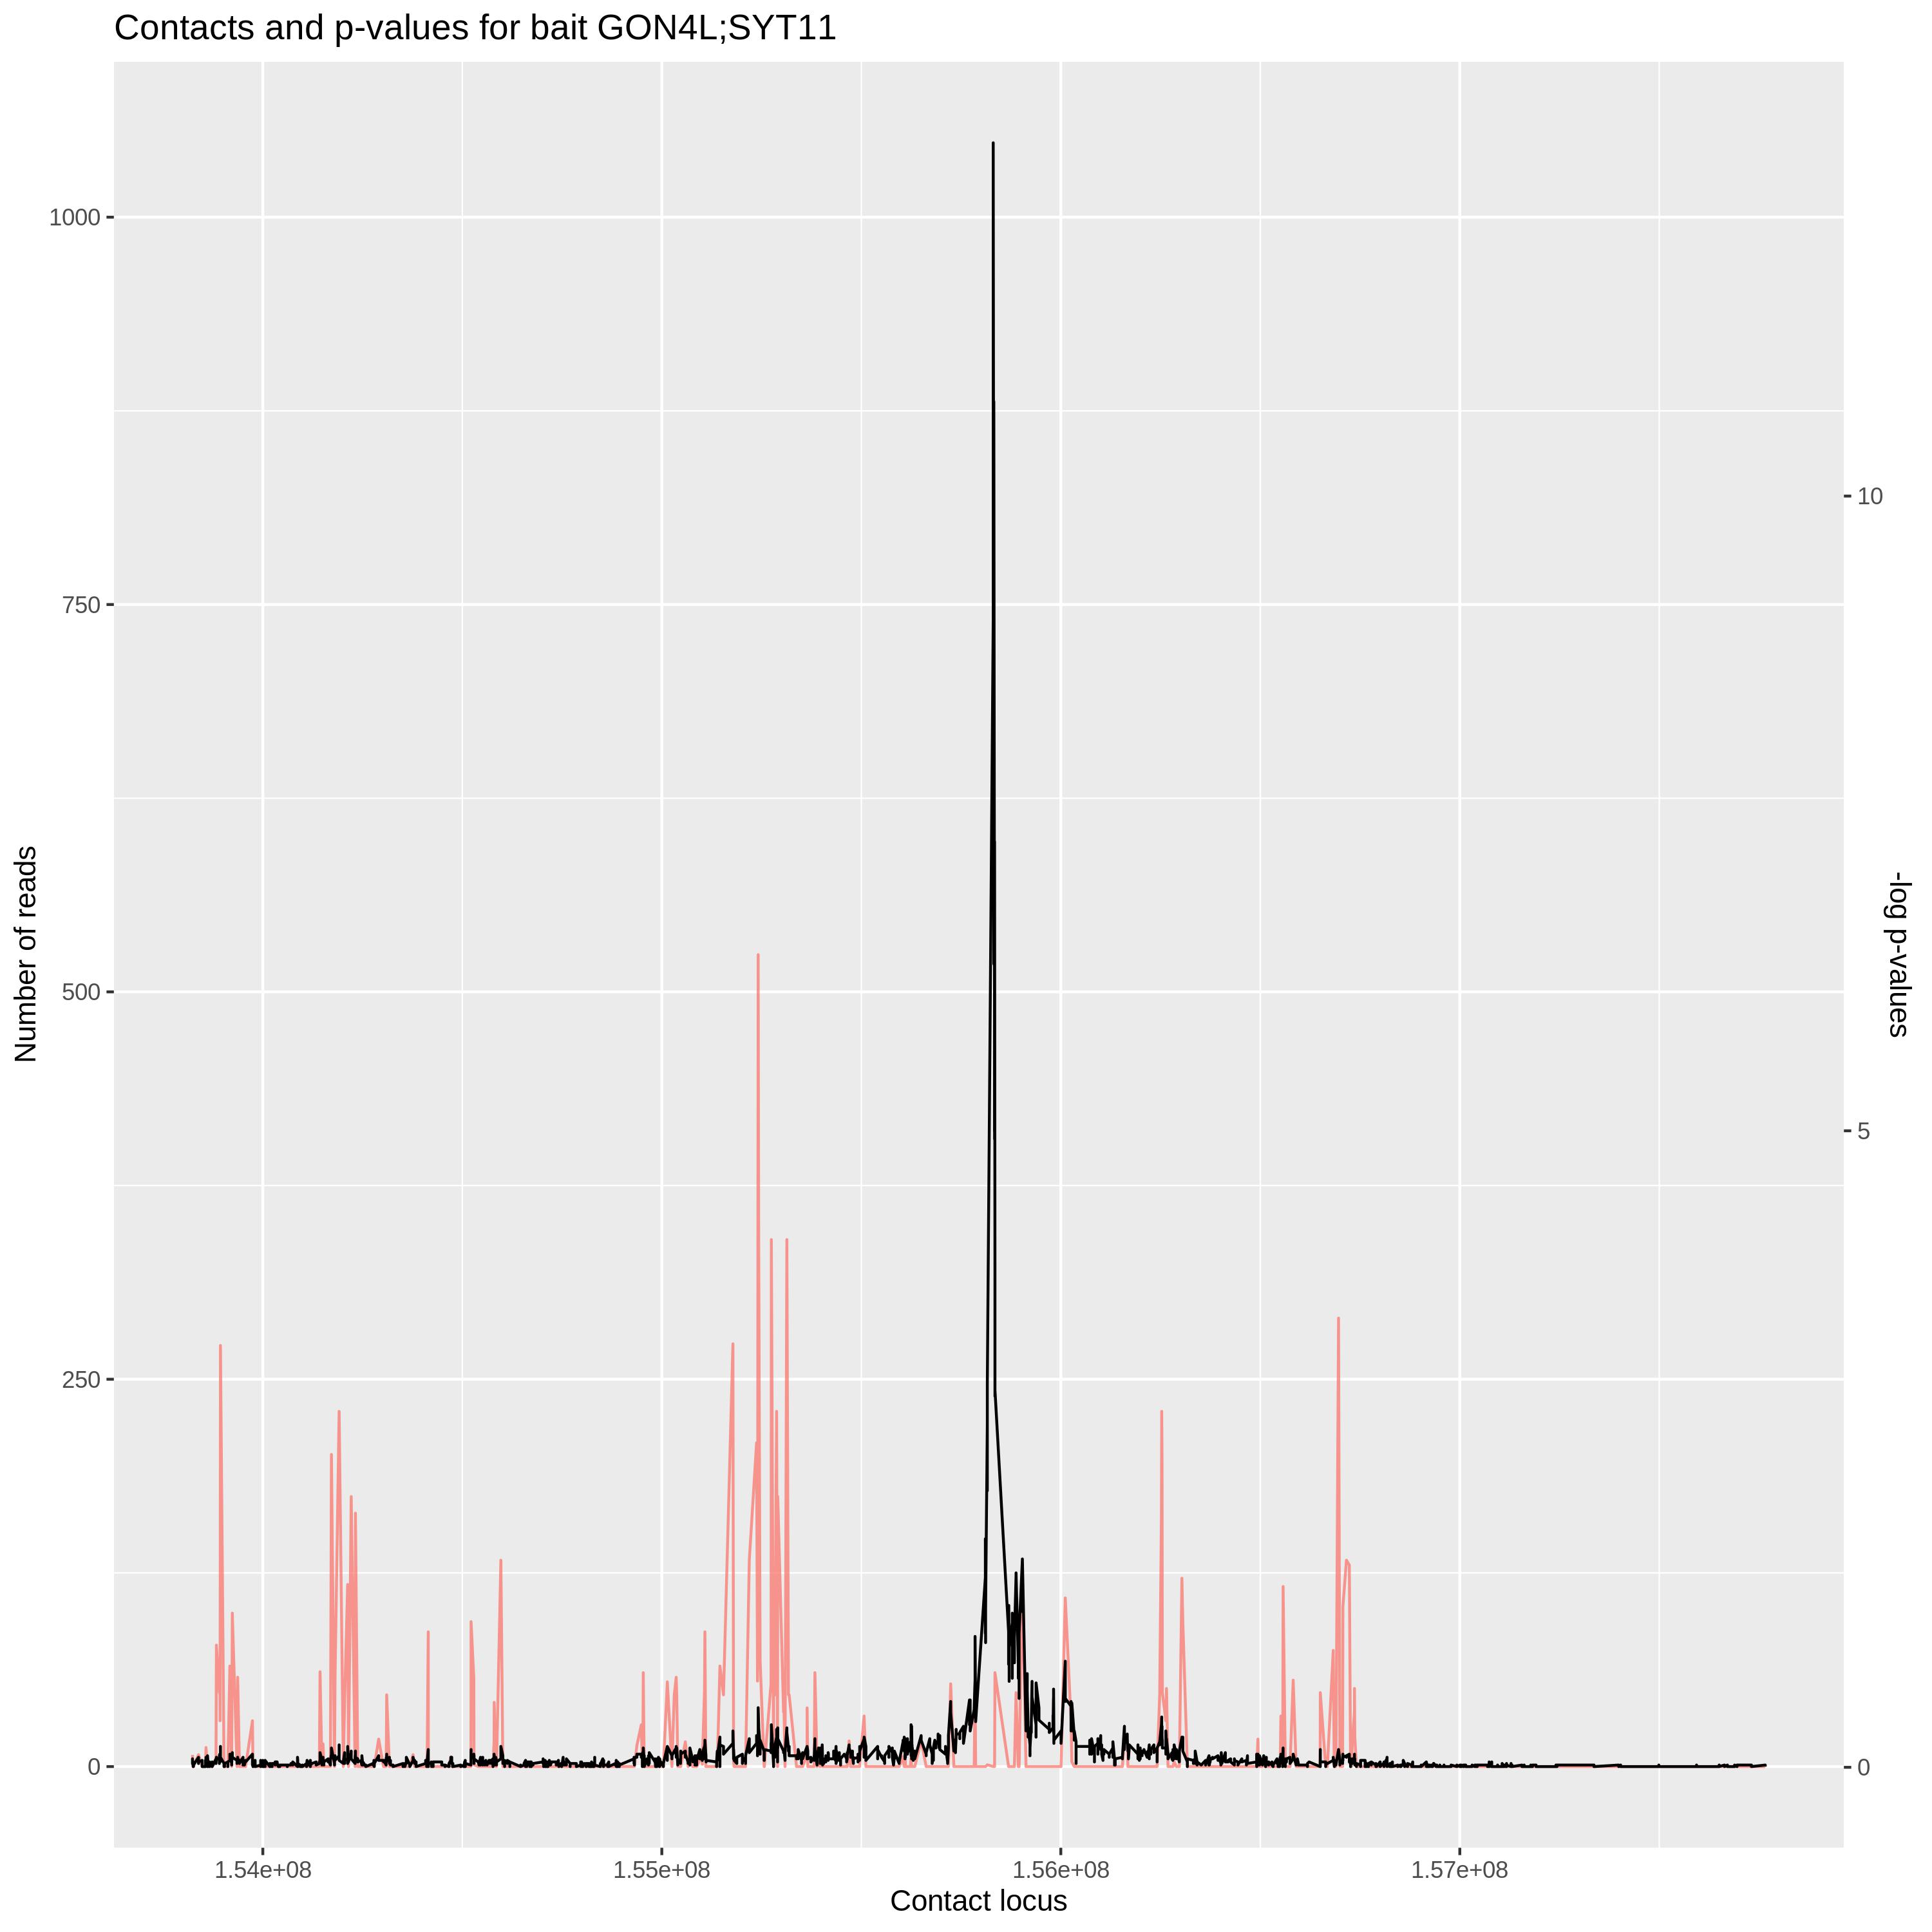 Contacts and p-values for bait GON4L;SYT11
1000
750
500
250
0
Number of reads
10
5
0
-log p-values
1.54e+08
1.55e+08
1.56e+08
1.57e+08
Contact locus